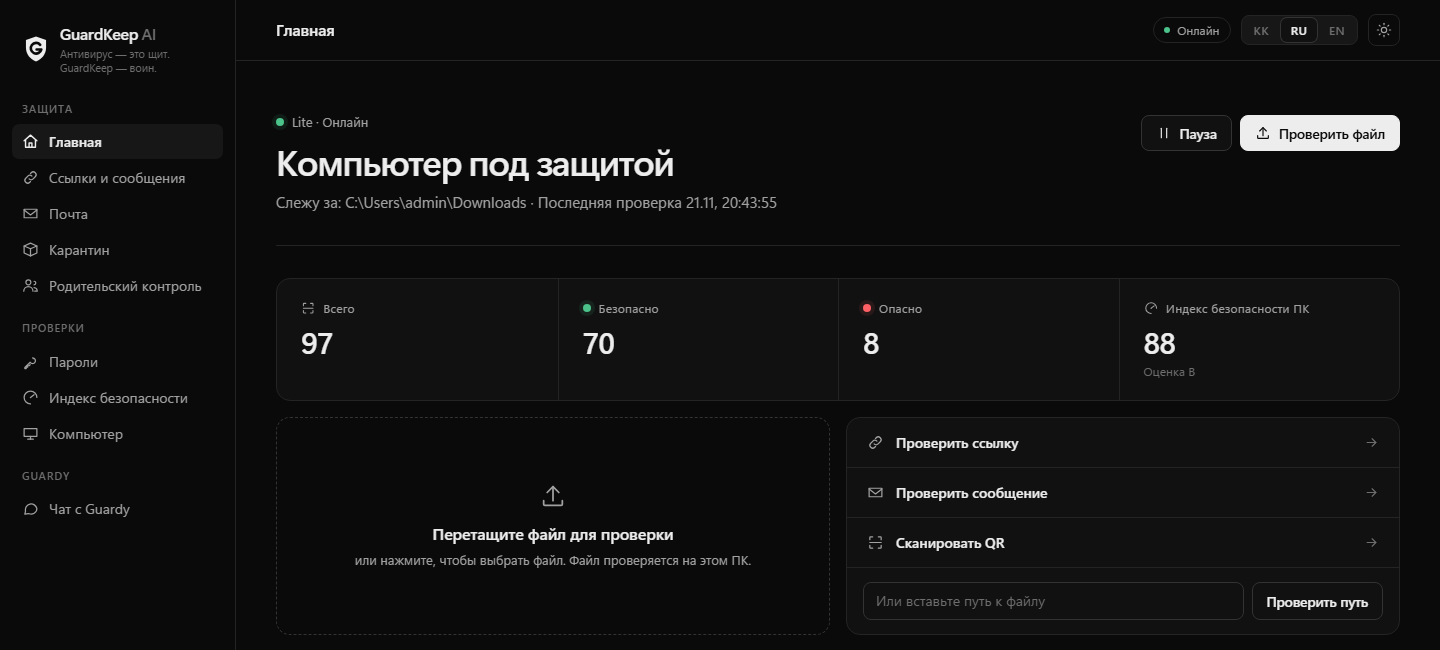 GuardKeep AI
Антивирус — это щит.
GuardKeep — воин.
ЗАЩИТА
Главная
Ссылки и сообщения
Почта
Карантин
Родительский контроль
ПРОВЕРКИ
Пароли
Индекс безопасности
Компьютер
GUARDY
Чат с Guardy
Главная
Онлайн
KK RU EN
Lite · Онлайн
Компьютер под защитой
Слежу за: C:\Users\admin\Downloads · Последняя проверка 21.11, 20:43:55
Пауза
Проверить файл
Всего
97
Безопасно
70
Опасно
8
Индекс безопасности ПК
88
Оценка B
Перетащите файл для проверки
или нажмите, чтобы выбрать файл. Файл проверяется на этом ПК.
Проверить ссылку
Проверить сообщение
Сканировать QR
Или вставьте путь к файлу
Проверить путь